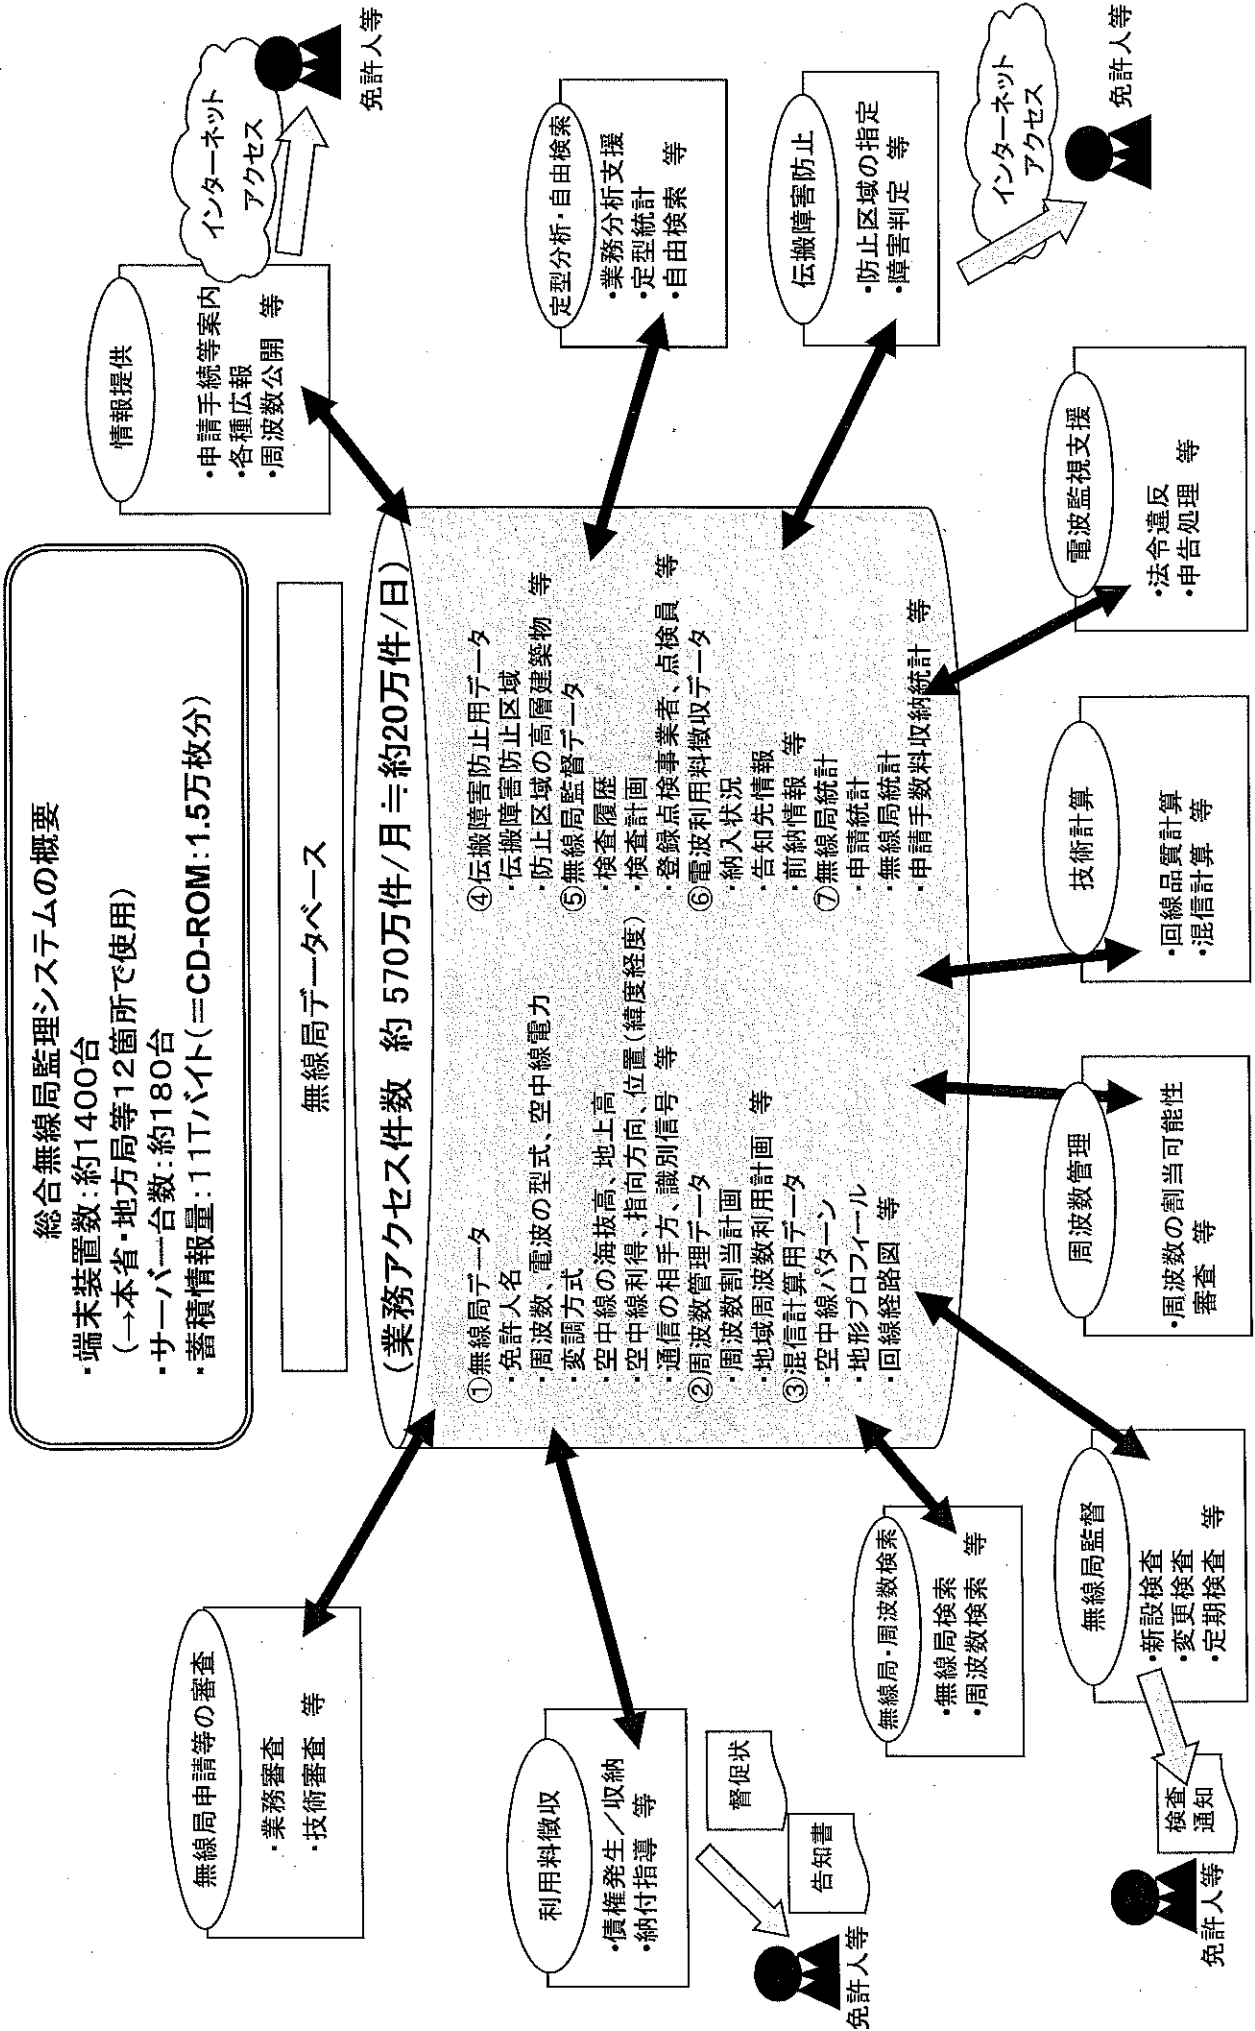 総合無線局監理システムの概要
・端末装置数:約1400台
(→本省・地方局等12箇所で使用)
・サーバー台数:約180台
・蓄積情報量:11Tバイト(=CD-ROM:1.5万枚分)
無線局データベース
(業務アクセス件数 約 570万件/月≒約20万件/日)
①無線局データ
・免許人名
・周波数、電波の型式、空中線電力
・変調方式
・空中線の海抜高、地上高
・空中線利得、指向方向、位置(緯度経度)
・通信の相手方、識別信号 等
②周波数管理データ
・周波数割当計画
・地域周波数利用計画 等
③混信計算用データ
・空中線パターン
・地形プロフィール
・回線経路図 等
④伝搬障害防止用データ
・伝搬障害防止区域
・防止区域の高層建築物 等
⑤無線局監督データ
・検査履歴
・検査計画
・登録点検事業者、点検員 等
⑥電波利用料徴収データ
・納入状況
・告知先情報
・前納情報 等
⑦無線局統計
・申請統計
・無線局統計
・申請手数料収納統計 等
無線局申請等の審査
・業務審査
・技術審査 等
利用料徴収
・債権発生/収納
・納付指導 等
督促状
告知書
免許人等
無線局・周波数検索
・無線局検索
・周波数検索 等
無線局監督
・新設検査
・変更検査
・定期検査 等
検査
通知
免許人等
周波数管理
・周波数の割当可能性
審査 等
技術計算
・回線品質計算
・混信計算 等
電波監視支援
・法令違反
・申告処理 等
情報提供
・申請手続等案内
・各種広報
・周波数公開 等
インターネット
アクセス
免許人等
定型分析・自由検索
・業務分析支援
・定型統計
・自由検索 等
伝搬障害防止
・防止区域の指定
・障害判定 等
インターネット
アクセス
免許人等